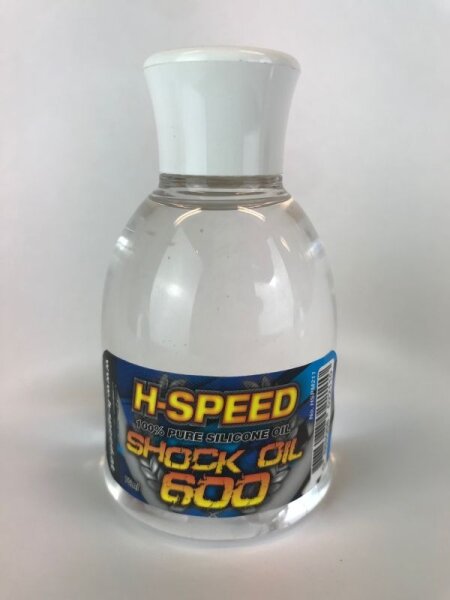 H-SPEED
100% PURE SILICONE OIL
SHOCK OIL
600